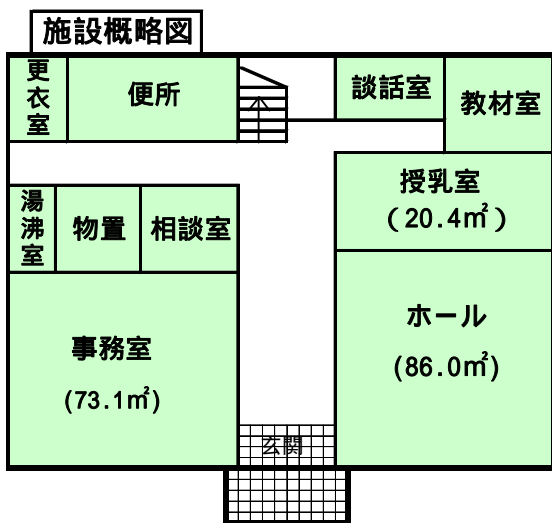 施設概略図
更衣室
便所
談話室
教材室
授乳室
(20.4㎡)
湯沸室
物置
相談室
ホール
(86.0㎡)
事務室
(73.1㎡)
玄関